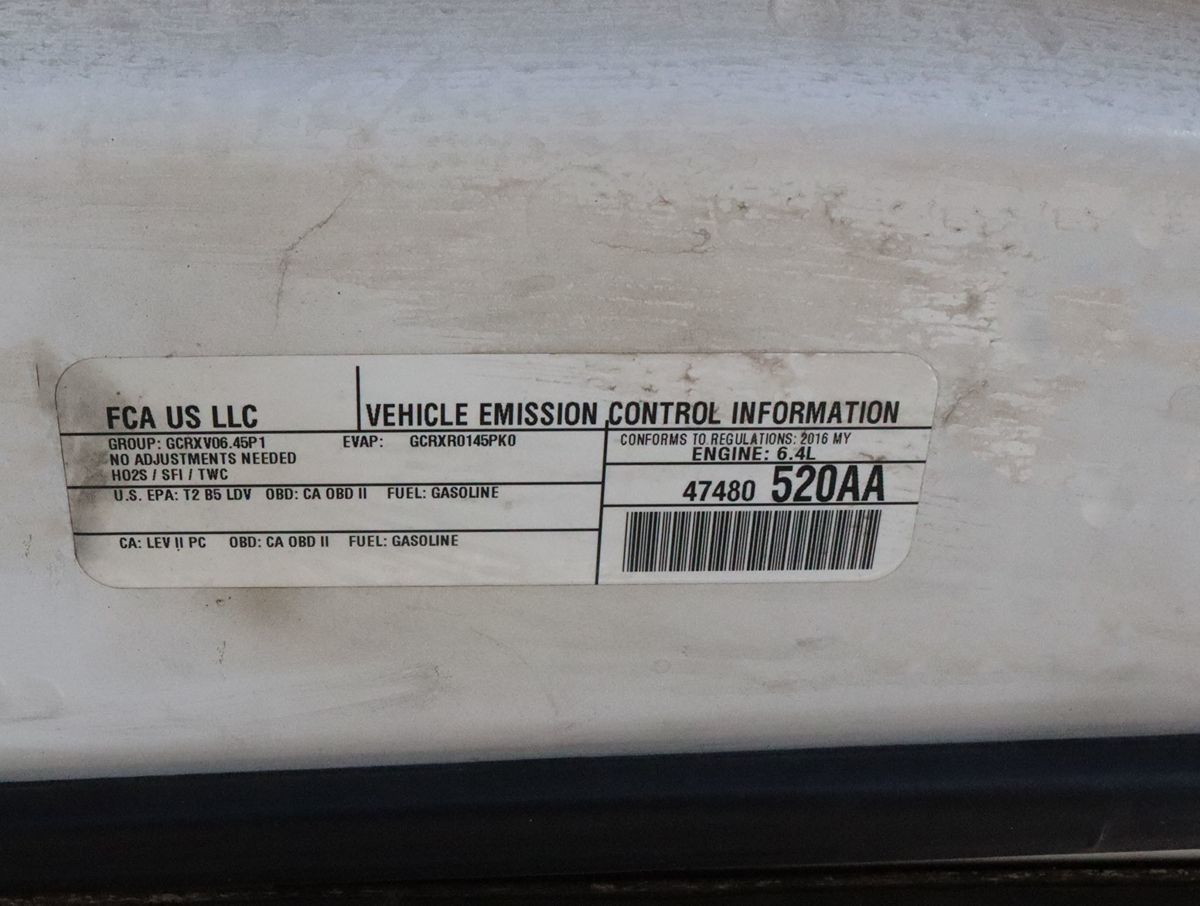 FCA US LLC
VEHICLE EMISSION CONTROL INFORMATION
GROUP: GCRXV06.45P1 EVAP: GCRXR0145PK0
NO ADJUSTMENTS NEEDED
HO2S / SFI / TWC
CONFORMS TO REGULATIONS: 2016 MY
ENGINE: 6.4L
47480 520AA
U.S. EPA: T2 B5 LDV OBD: CA OBD II FUEL: GASOLINE
CA: LEV II PC OBD: CA OBD II FUEL: GASOLINE